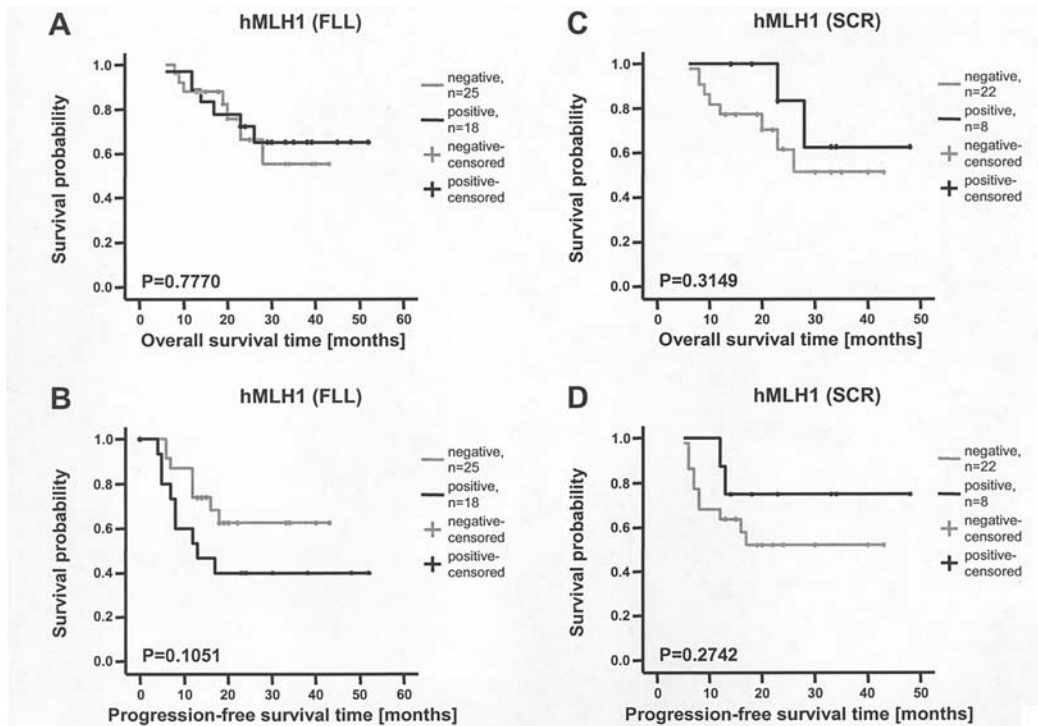 A
hMLH1 (FLL)
Survival probability
1.0
0.8
0.6
0.4
0.2
0.0
P=0.7770
0 10 20 30 40 50 60
Overall survival time [months]
negative,
n=25
positive,
n=18
negative-
censored
positive-
censored
C
hMLH1 (SCR)
Survival probability
1.0
0.8
0.6
0.4
0.2
0.0
P=0.3149
0 10 20 30 40 50
Overall survival time [months]
negative,
n=22
positive,
n=8
negative-
censored
positive-
censored
B
hMLH1 (FLL)
Survival probability
1.0
0.8
0.6
0.4
0.2
0.0
P=0.1051
0 10 20 30 40 50 60
Progression-free survival time [months]
negative,
n=25
positive,
n=18
negative-
censored
positive-
censored
D
hMLH1 (SCR)
Survival probability
1.0
0.8
0.6
0.4
0.2
0.0
P=0.2742
0 10 20 30 40 50
Progression-free survival time [months]
negative,
n=22
positive,
n=8
negative-
censored
positive-
censored